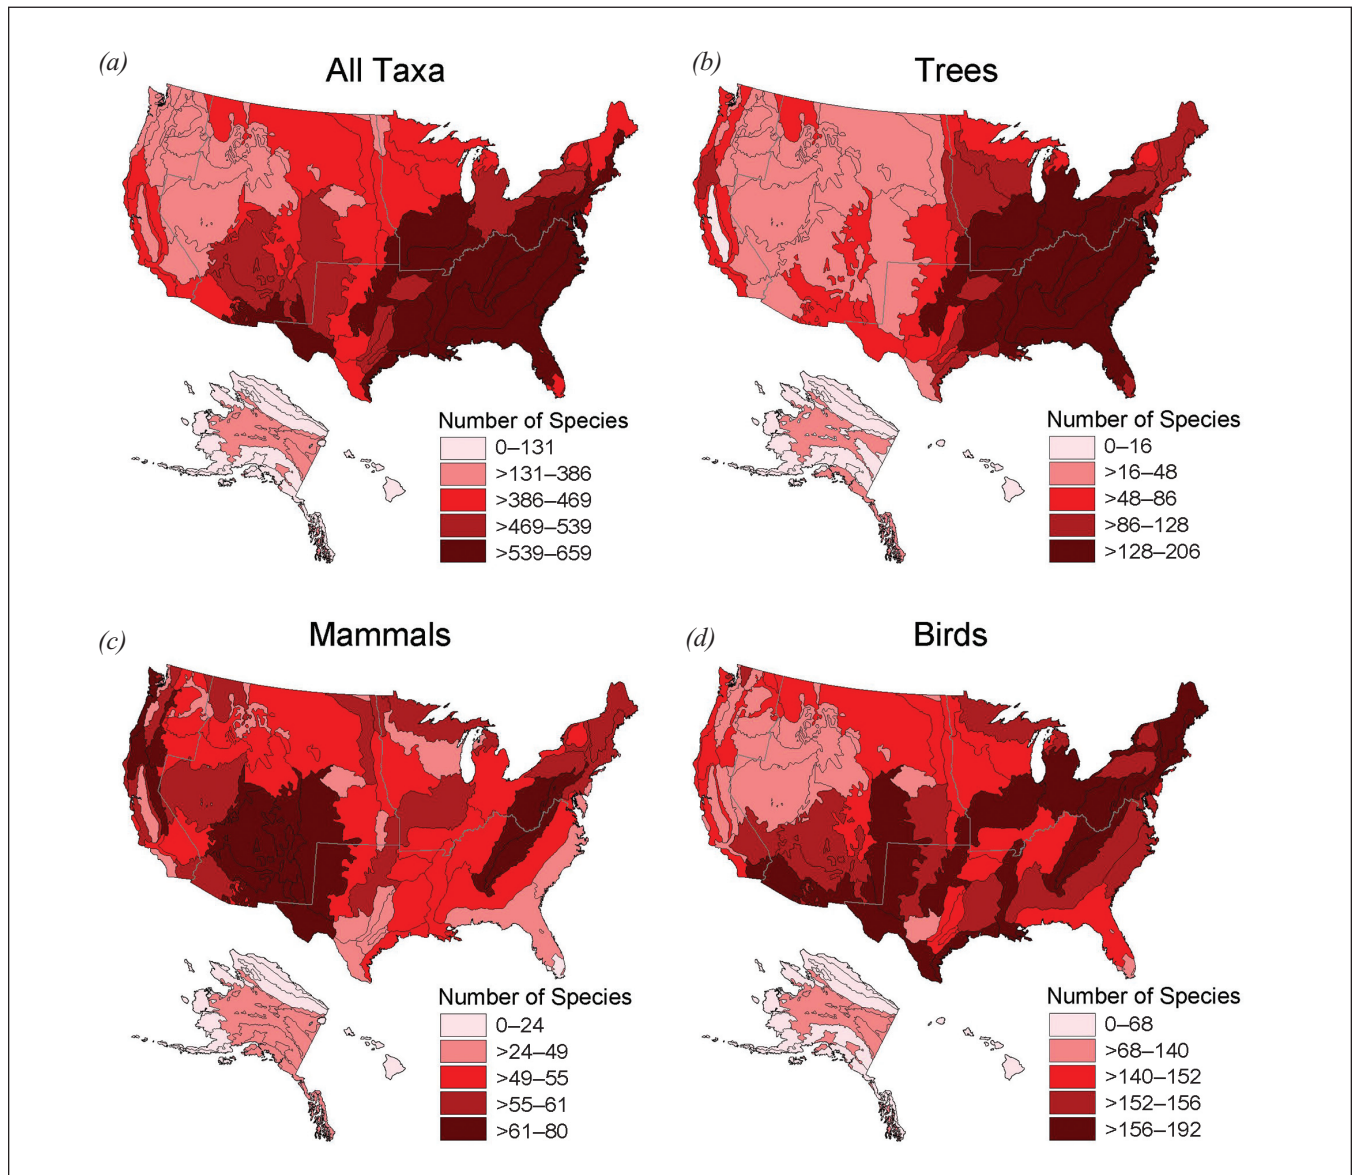 (a)
All Taxa
Number of Species
0–131
>131–386
>386–469
>469–539
>539–659
(b)
Trees
Number of Species
0–16
>16–48
>48–86
>86–128
>128–206
(c)
Mammals
Number of Species
0–24
>24–49
>49–55
>55–61
>61–80
(d)
Birds
Number of Species
0–68
>68–140
>140–152
>152–156
>156–192